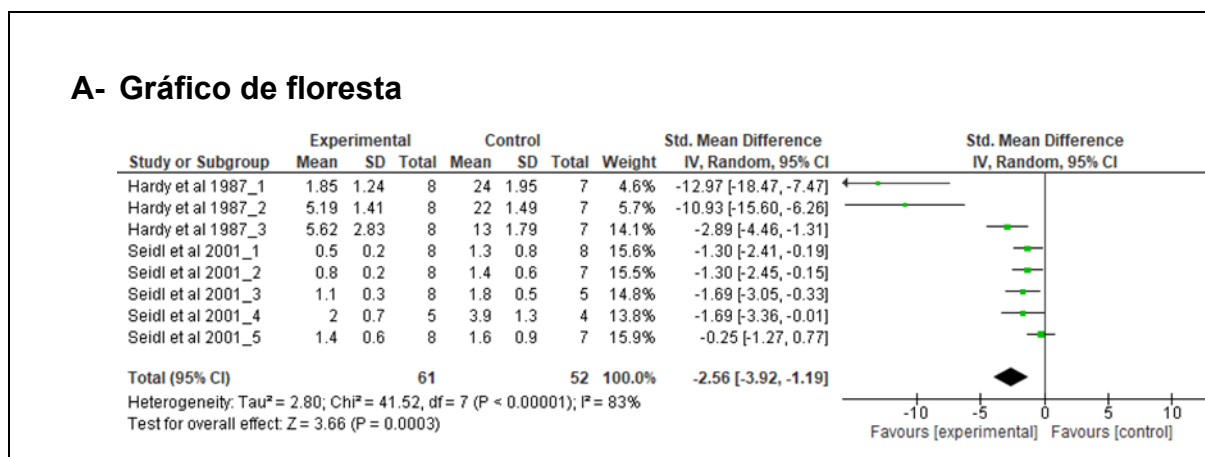 A- Gráfico de floresta
Experimental Control Std. Mean Difference Std. Mean Difference
Study or Subgroup Mean SD Total Mean SD Total Weight IV, Random, 95% CI IV, Random, 95% CI
Hardy et al 1987_1 1.85 1.24 8 24 1.95 7 4.6% -12.97 [-18.47, -7.47]
Hardy et al 1987_2 5.19 1.41 8 22 1.49 7 5.7% -10.93 [-15.60, -6.26]
Hardy et al 1987_3 5.62 2.83 8 13 1.79 7 14.1% -2.89 [-4.46, -1.31]
Seidl et al 2001_1 0.5 0.2 8 1.3 0.8 8 15.6% -1.30 [-2.41, -0.19]
Seidl et al 2001_2 0.8 0.2 8 1.4 0.6 7 15.5% -1.30 [-2.45, -0.15]
Seidl et al 2001_3 1.1 0.3 8 1.8 0.5 5 14.8% -1.69 [-3.05, -0.33]
Seidl et al 2001_4 2 0.7 5 3.9 1.3 4 13.8% -1.69 [-3.36, -0.01]
Seidl et al 2001_5 1.4 0.6 8 1.6 0.9 7 15.9% -0.25 [-1.27, 0.77]
Total (95% CI) 61 52 100.0% -2.56 [-3.92, -1.19]
Heterogeneity: Tau² = 2.80; Chi² = 41.52, df = 7 (P < 0.00001); I² = 83%
Test for overall effect: Z = 3.66 (P = 0.0003)
-10 -5 0 5 10
Favours [experimental] Favours [control]